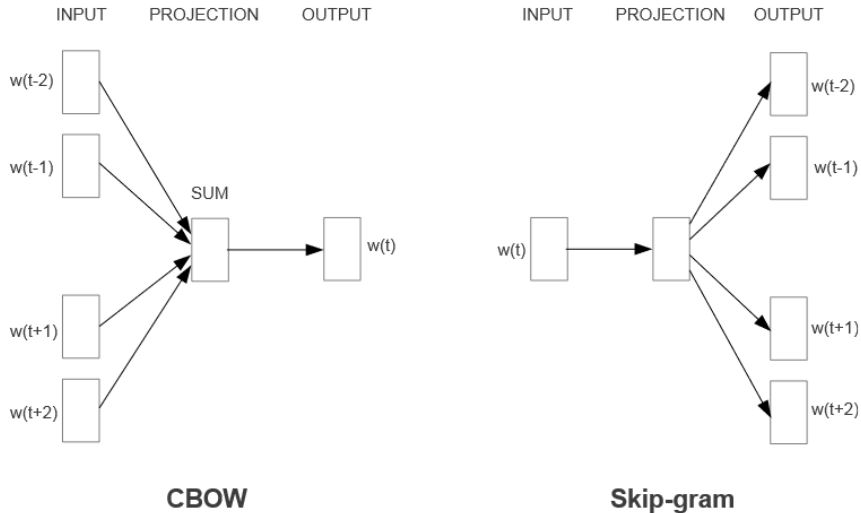 INPUT PROJECTION OUTPUT
w(t-2)
w(t-1)
SUM
w(t)
w(t+1)
w(t+2)
CBOW
INPUT PROJECTION OUTPUT
w(t-2)
w(t-1)
w(t)
w(t+1)
w(t+2)
Skip-gram